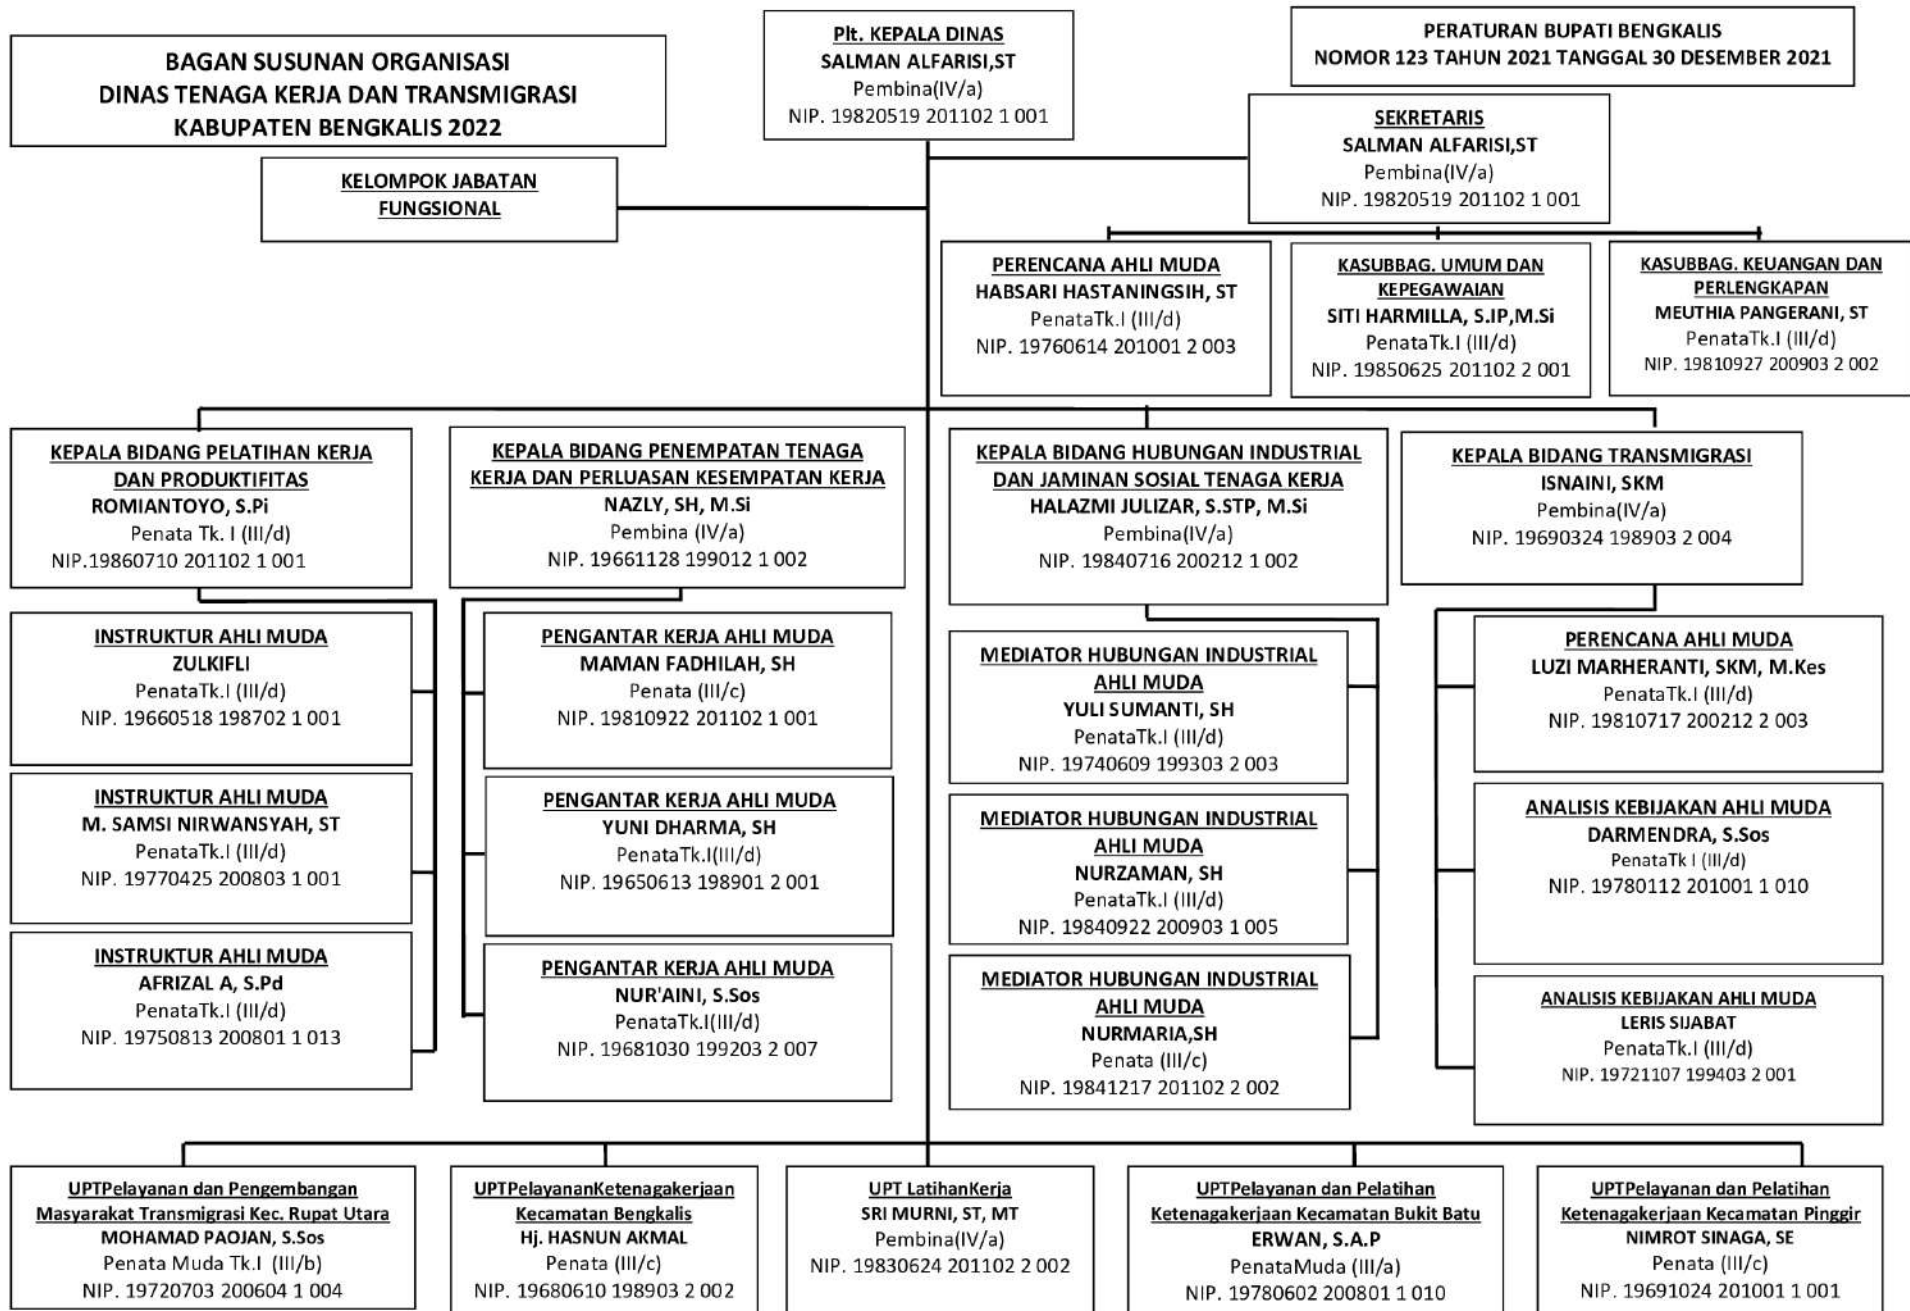 BAGAN SUSUNAN ORGANISASI
DINAS TENAGA KERJA DAN TRANSMIGRASI
KABUPATEN BENGKALIS 2022
Plt. KEPALA DINAS
SALMAN ALFARISI,ST
Pembina(IV/a)
NIP. 19820519 201102 1 001
PERATURAN BUPATI BENGKALIS
NOMOR 123 TAHUN 2021 TANGGAL 30 DESEMBER 2021
SEKRETARIS
SALMAN ALFARISI,ST
Pembina(IV/a)
NIP. 19820519 201102 1 001
KELOMPOK JABATAN
FUNGSIONAL
PERENCANA AHLI MUDA
HABSARI HASTANINGSIH, ST
PenataTk.I (III/d)
NIP. 19760614 201001 2 003
KASUBBAG. UMUM DAN
KEPEGAWAIAN
SITI HARMILLA, S.IP,M.Si
PenataTk.I (III/d)
NIP. 19850625 201102 2 001
KASUBBAG. KEUANGAN DAN
PERLENGKAPAN
MEUTHIA PANGERANI, ST
PenataTk.I (III/d)
NIP. 19810927 200903 2 002
KEPALA BIDANG PELATIHAN KERJA
DAN PRODUKTIFITAS
ROMIANTOYO, S.Pi
Penata Tk. I (III/d)
NIP.19860710 201102 1 001
KEPALA BIDANG PENEMPATAN TENAGA
KERJA DAN PERLUASAN KESEMPATAN KERJA
NAZLY, SH, M.Si
Pembina (IV/a)
NIP. 19661128 199012 1 002
KEPALA BIDANG HUBUNGAN INDUSTRIAL
DAN JAMINAN SOSIAL TENAGA KERJA
HALAZMI JULIZAR, S.STP, M.Si
Pembina(IV/a)
NIP. 19840716 200212 1 002
KEPALA BIDANG TRANSMIGRASI
ISNAINI, SKM
Pembina(IV/a)
NIP. 19690324 198903 2 004
INSTRUKTUR AHLI MUDA
ZULKIFLI
PenataTk.I (III/d)
NIP. 19660518 198702 1 001
INSTRUKTUR AHLI MUDA
M. SAMSI NIRWANSYAH, ST
PenataTk.I (III/d)
NIP. 19770425 200803 1 001
INSTRUKTUR AHLI MUDA
AFRIZAL A, S.Pd
PenataTk.I (III/d)
NIP. 19750813 200801 1 013
PENGANTAR KERJA AHLI MUDA
MAMAN FADHILAH, SH
Penata (III/c)
NIP. 19810922 201102 1 001
PENGANTAR KERJA AHLI MUDA
YUNI DHARMA, SH
PenataTk.I(III/d)
NIP. 19650613 198901 2 001
PENGANTAR KERJA AHLI MUDA
NUR'AINI, S.Sos
PenataTk.I(III/d)
NIP. 19681030 199203 2 007
MEDIATOR HUBUNGAN INDUSTRIAL
AHLI MUDA
YULI SUMANTI, SH
PenataTk.I (III/d)
NIP. 19740609 199303 2 003
MEDIATOR HUBUNGAN INDUSTRIAL
AHLI MUDA
NURZAMAN, SH
PenataTk.I (III/d)
NIP. 19840922 200903 1 005
MEDIATOR HUBUNGAN INDUSTRIAL
AHLI MUDA
NURMARIA,SH
Penata (III/c)
NIP. 19841217 201102 2 002
PERENCANA AHLI MUDA
LUZI MARHERANTI, SKM, M.Kes
PenataTk.I (III/d)
NIP. 19810717 200212 2 003
ANALISIS KEBIJAKAN AHLI MUDA
DARMENDRA, S.Sos
PenataTk I (III/d)
NIP. 19780112 201001 1 010
ANALISIS KEBIJAKAN AHLI MUDA
LERIS SIJABAT
PenataTk.I (III/d)
NIP. 19721107 199403 2 001
UPTPelayanan dan Pengembangan
Masyarakat Transmigrasi Kec. Rupat Utara
MOHAMAD PAOJAN, S.Sos
Penata Muda Tk.I (III/b)
NIP. 19720703 200604 1 004
UPTPelayananKetenagakerjaan
Kecamatan Bengkalis
Hj. HASNUN AKMAL
Penata (III/c)
NIP. 19680610 198903 2 002
UPT LatihanKerja
SRI MURNI, ST, MT
Pembina(IV/a)
NIP. 19830624 201102 2 002
UPTPelayanan dan Pelatihan
Ketenagakerjaan Kecamatan Bukit Batu
ERWAN, S.A.P
PenataMuda (III/a)
NIP. 19780602 200801 1 010
UPTPelayanan dan Pelatihan
Ketenagakerjaan Kecamatan Pinggir
NIMROT SINAGA, SE
Penata (III/c)
NIP. 19691024 201001 1 001